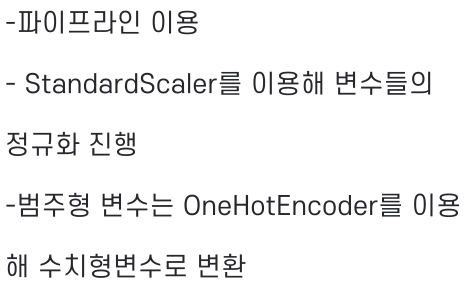 -파이프라인 이용
- StandardScaler를 이용해 변수들의
정규화 진행
-범주형 변수는 OneHotEncoder를 이용
해 수치형변수로 변환